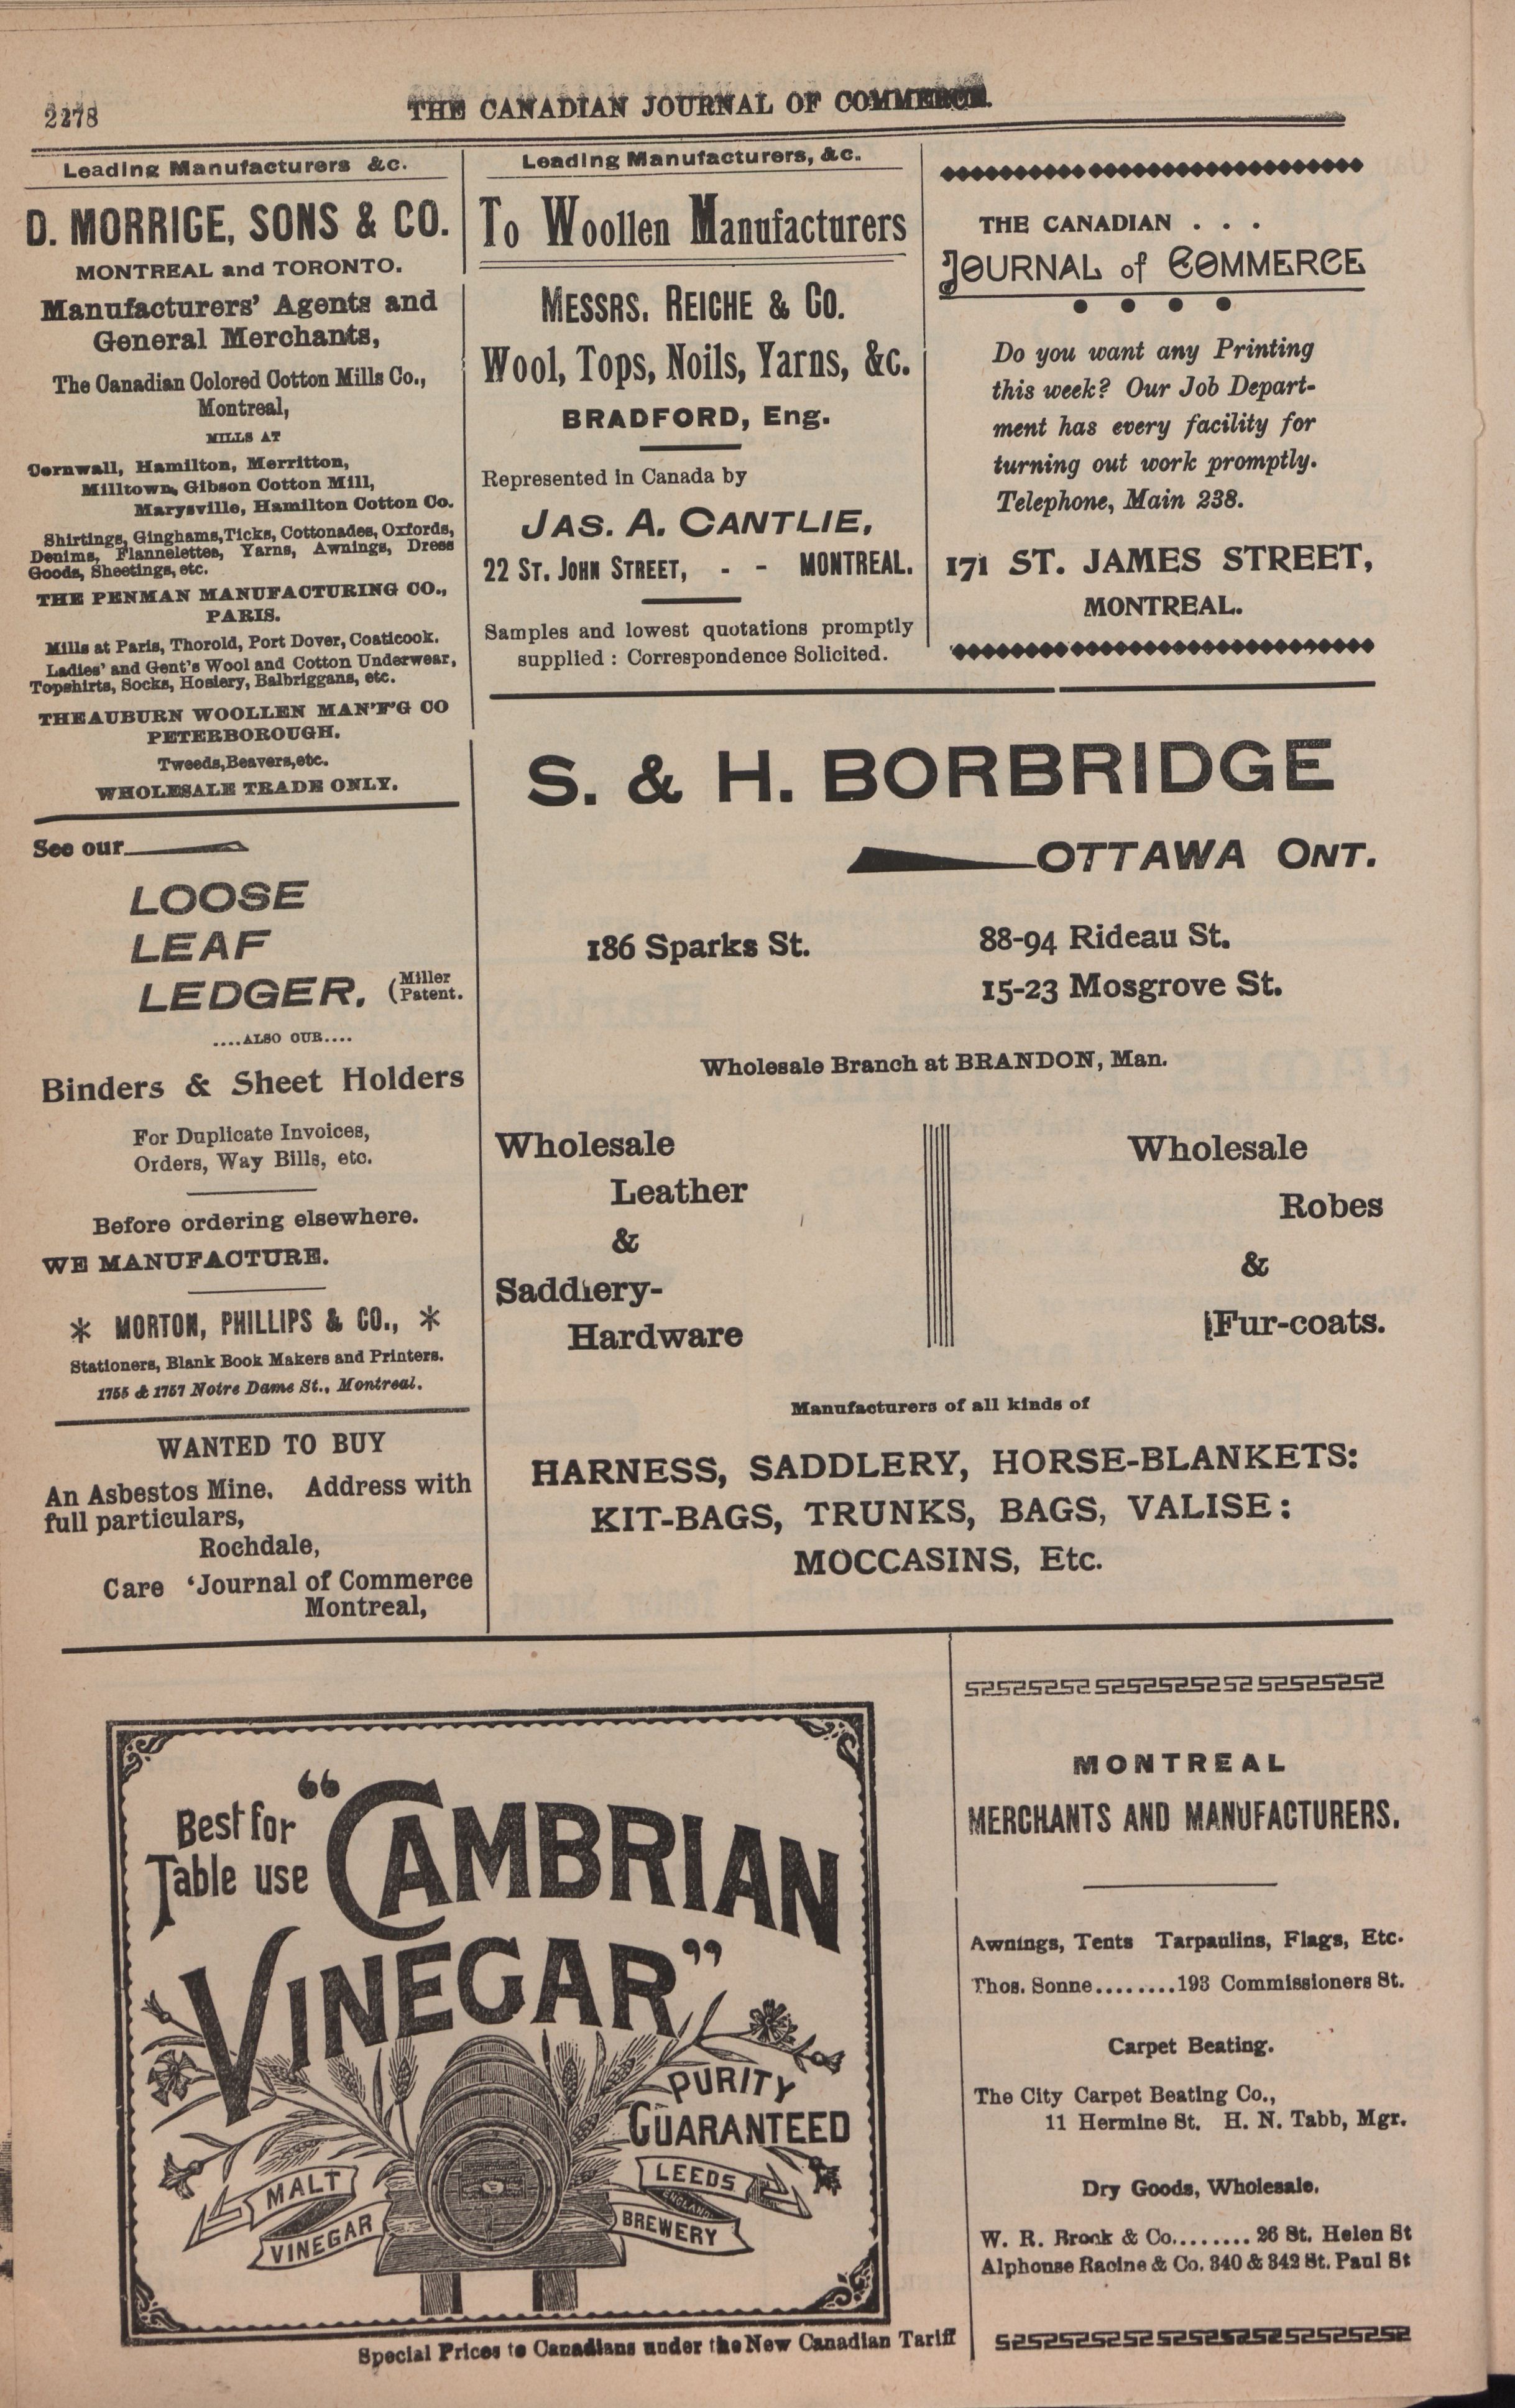 2278
THE CANADIAN JOURNAL OF COMMERCE.
Leading Manufacturers &c.
D. MORRICE, SONS & CO.
MONTREAL and TORONTO.
Manufacturers' Agents and
General Merchants,
The Canadian Colored Cotton Mills Co.,
Montreal,
MILLS AT
Cornwall, Hamilton, Merritton,
Milltown, Gibson Cotton Mill,
Marysville, Hamilton Cotton Co.
Shirtings, Ginghams, Ticks, Cottonades, Oxfords,
Denims, Flannelettes, Yarns, Awnings, Dress
Goods, Sheetings, etc.
THE PENMAN MANUFACTURING CO.,
PARIS.
Mills at Paris, Thorold, Port Dover, Coaticook.
Ladies' and Gent's Wool and Cotton Underwear,
Topshirts, Socks, Hosiery, Balbriggans, etc.
THE AUBURN WOOLLEN MAN'F'G CO
PETERBOROUGH.
Tweeds, Beavers, etc.
WHOLESALE TRADE ONLY.
See our
LOOSE
LEAF
LEDGER. (Miller
(Patent.
....ALSO OUR....
Binders & Sheet Holders
For Duplicate Invoices,
Orders, Way Bills, etc.
Before ordering elsewhere.
WE MANUFACTURE.
* MORTON, PHILLIPS & CO., *
Stationers, Blank Book Makers and Printers.
1755 & 1757 Notre Dame St., Montreal.
WANTED TO BUY
An Asbestos Mine. Address with
full particulars,
Rochdale,
Care 'Journal of Commerce
Montreal,
Leading Manufacturers, &c.
To Woollen Manufacturers
MESSRS. REICHE & CO.
Wool, Tops, Noils, Yarns, &c.
BRADFORD, Eng.
Represented in Canada by
JAS. A. CANTLIE,
22 ST. JOHN STREET, - - MONTREAL.
Samples and lowest quotations promptly
supplied : Correspondence Solicited.
THE CANADIAN . . .
JOURNAL of COMMERCE
Do you want any Printing
this week? Our Job Depart-
ment has every facility for
turning out work promptly.
Telephone, Main 238.
171 ST. JAMES STREET,
MONTREAL.
S. & H. BORBRIDGE
OTTAWA ONT.
186 Sparks St.
88-94 Rideau St.
15-23 Mosgrove St.
Wholesale Branch at BRANDON, Man.
Wholesale
Leather
&
Saddlery-
Hardware
Wholesale
Robes
&
Fur-coats.
Manufacturers of all kinds of
HARNESS, SADDLERY, HORSE-BLANKETS:
KIT-BAGS, TRUNKS, BAGS, VALISE:
MOCCASINS, Etc.
Best for
Table use
"CAMBRIAN
VINEGAR"
PURITY
GUARANTEED
MALT
VINEGAR
LEEDS
ENGLAND
BREWERY
Special Prices to Canadians under the New Canadian Tariff
MONTREAL
MERCHANTS AND MANUFACTURERS.
Awnings, Tents Tarpaulins, Flags, Etc.
Thos. Sonne........193 Commissioners St.
Carpet Beating.
The City Carpet Beating Co.,
11 Hermine St. H. N. Tabb, Mgr.
Dry Goods, Wholesale.
W. R. Brock & Co........ 26 St. Helen St
Alphonse Racine & Co. 340 & 342 St. Paul St